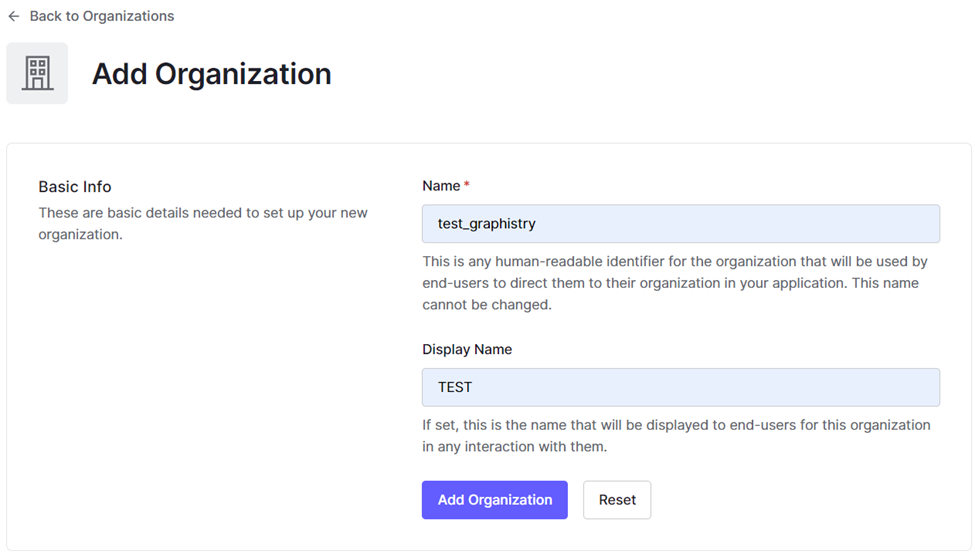 ← Back to Organizations
Add Organization
Basic Info
These are basic details needed to set up your new
organization.
Name *
test_graphistry
This is any human-readable identifier for the organization that will be used by
end-users to direct them to their organization in your application. This name
cannot be changed.
Display Name
TEST
If set, this is the name that will be displayed to end-users for this organization
in any interaction with them.
Add Organization
Reset